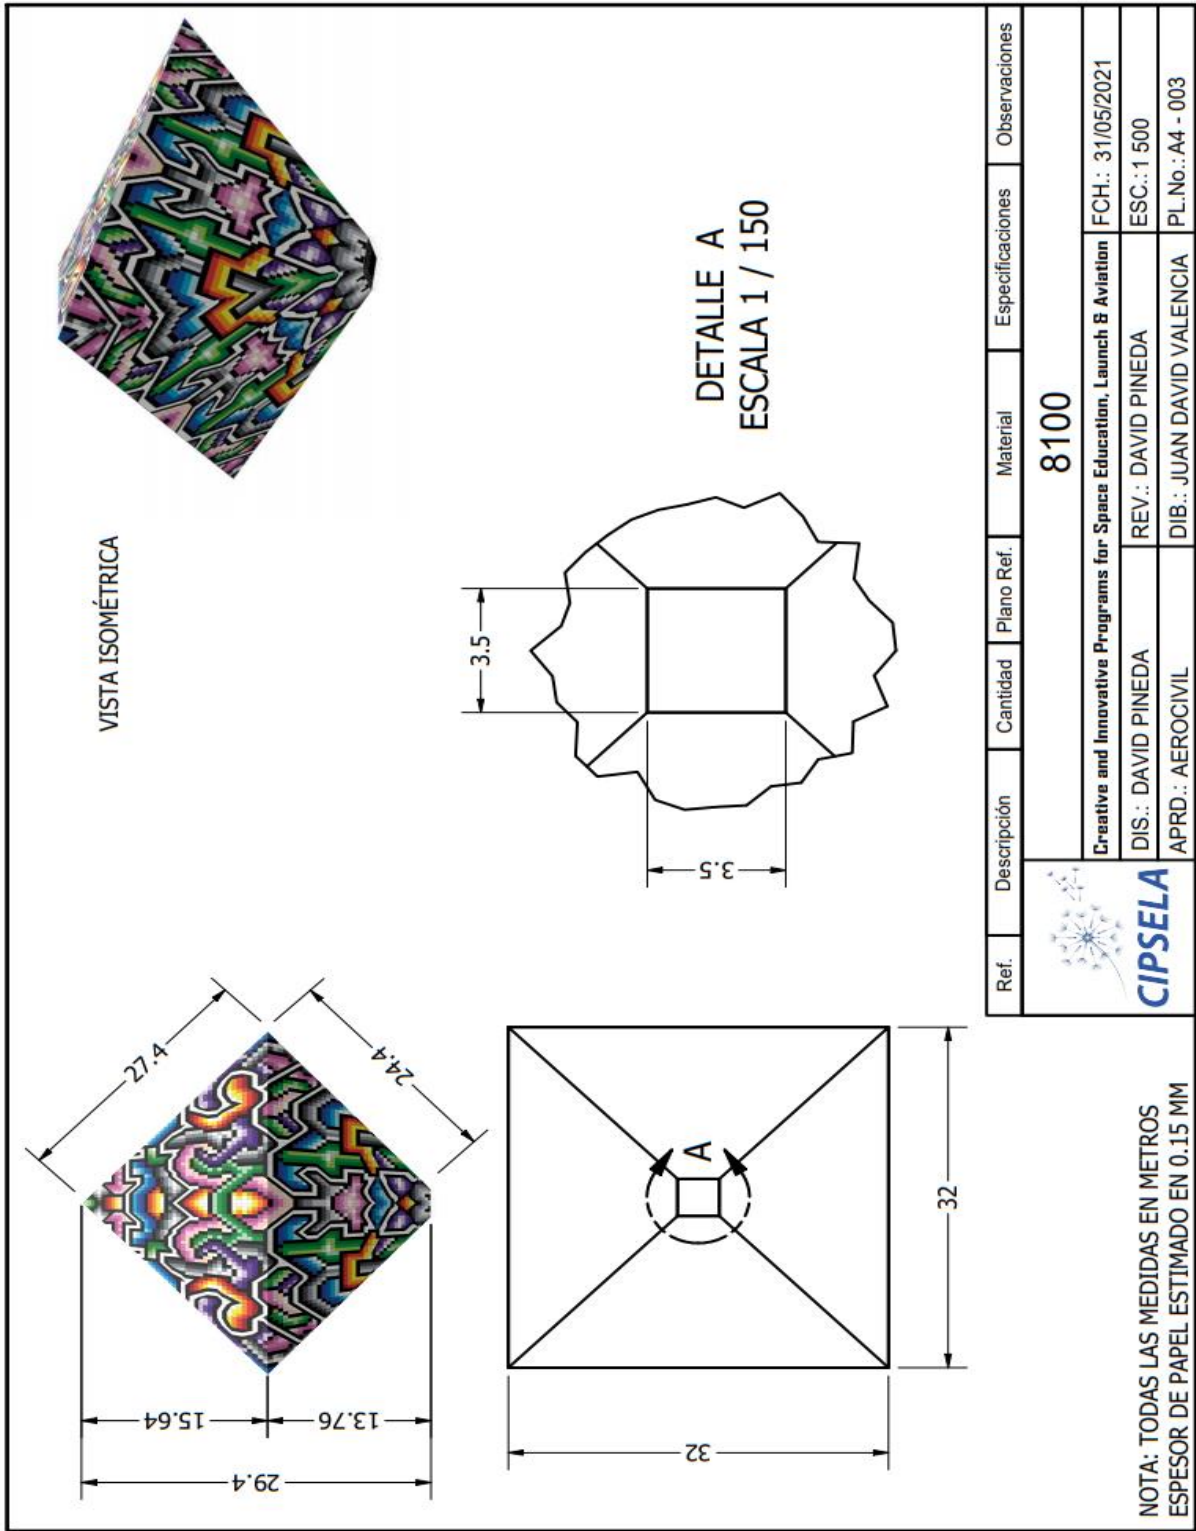 VISTA ISOMÉTRICA
27.4
24.4
15.64
13.76
29.4
A
32
32
3.5
3.5
DETALLE A
ESCALA 1 / 150
NOTA: TODAS LAS MEDIDAS EN METROS
ESPESOR DE PAPEL ESTIMADO EN 0.15 MM
Ref. Descripción Cantidad Plano Ref. Material Especificaciones Observaciones
8100
CIPSELA
Creative and Innovative Programs for Space Education, Launch & Aviation FCH.: 31/05/2021
DIS.: DAVID PINEDA REV.: DAVID PINEDA ESC.: 1 500
APRD.: AEROCIVIL DIB.: JUAN DAVID VALENCIA PL.No.: A4 - 003